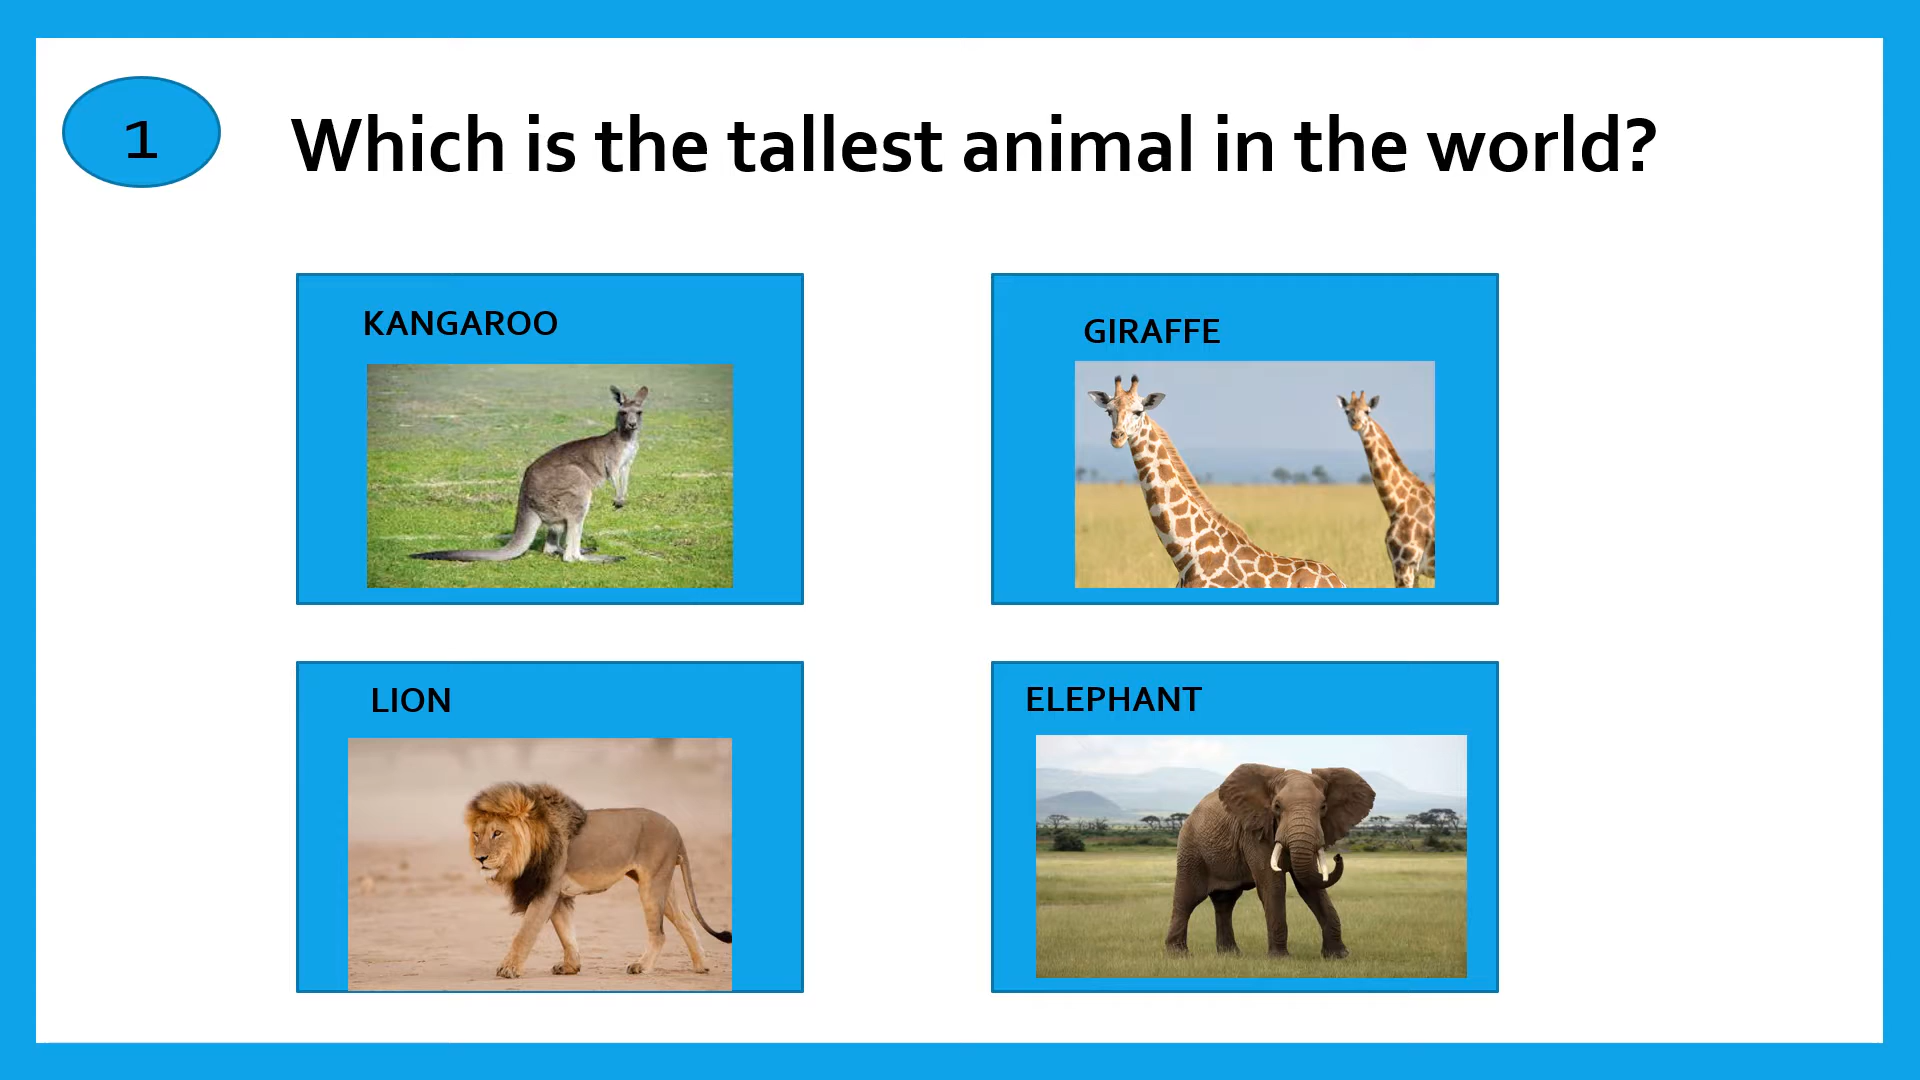 1
Which is the tallest animal in the world?
KANGAROO
GIRAFFE
LION
ELEPHANT